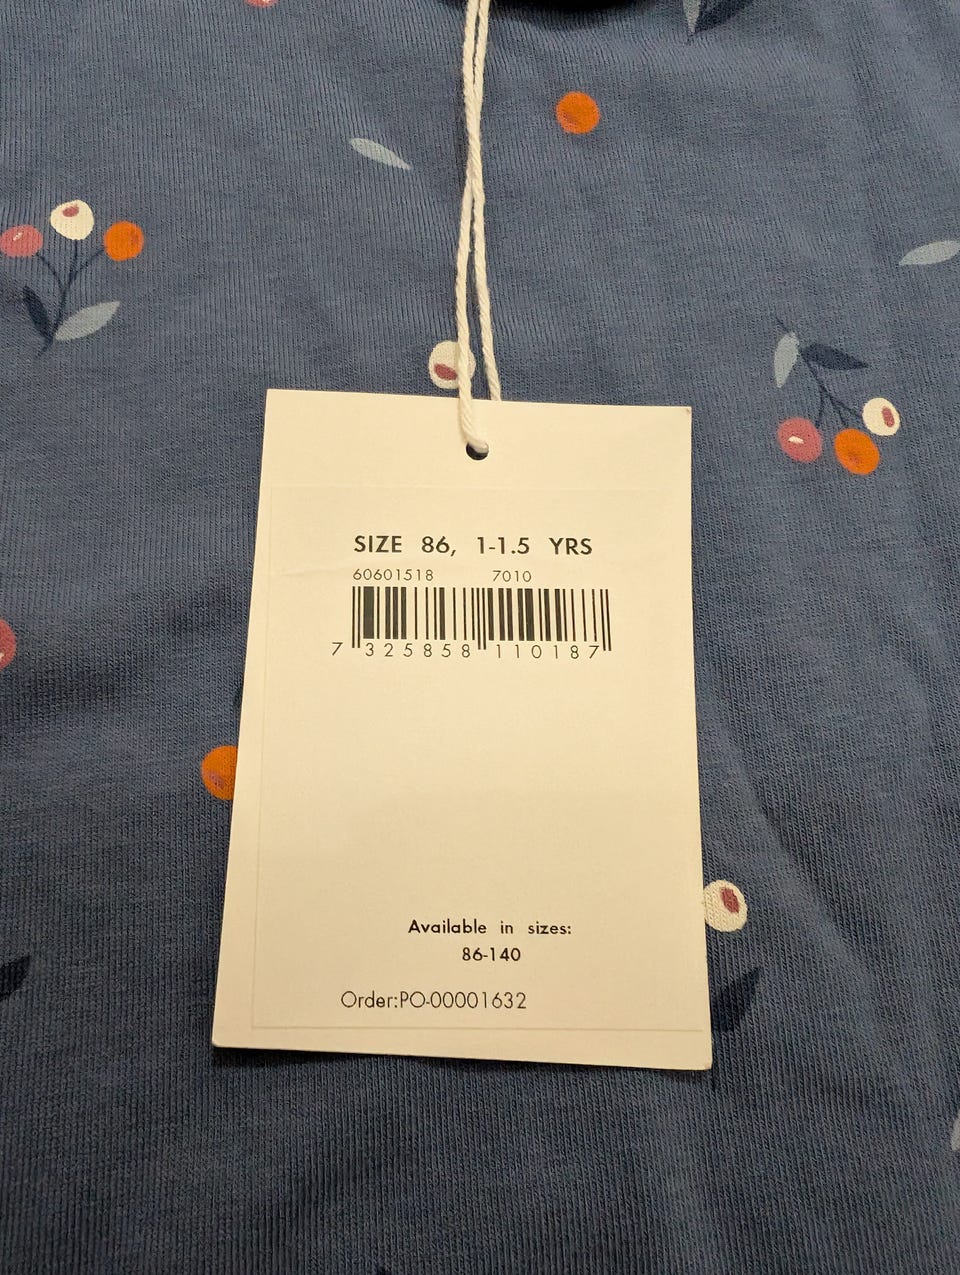 SIZE 86, 1-1.5 YRS
60601518 7010
7 325858 110187
Available in sizes:
86-140
Order:PO-00001632